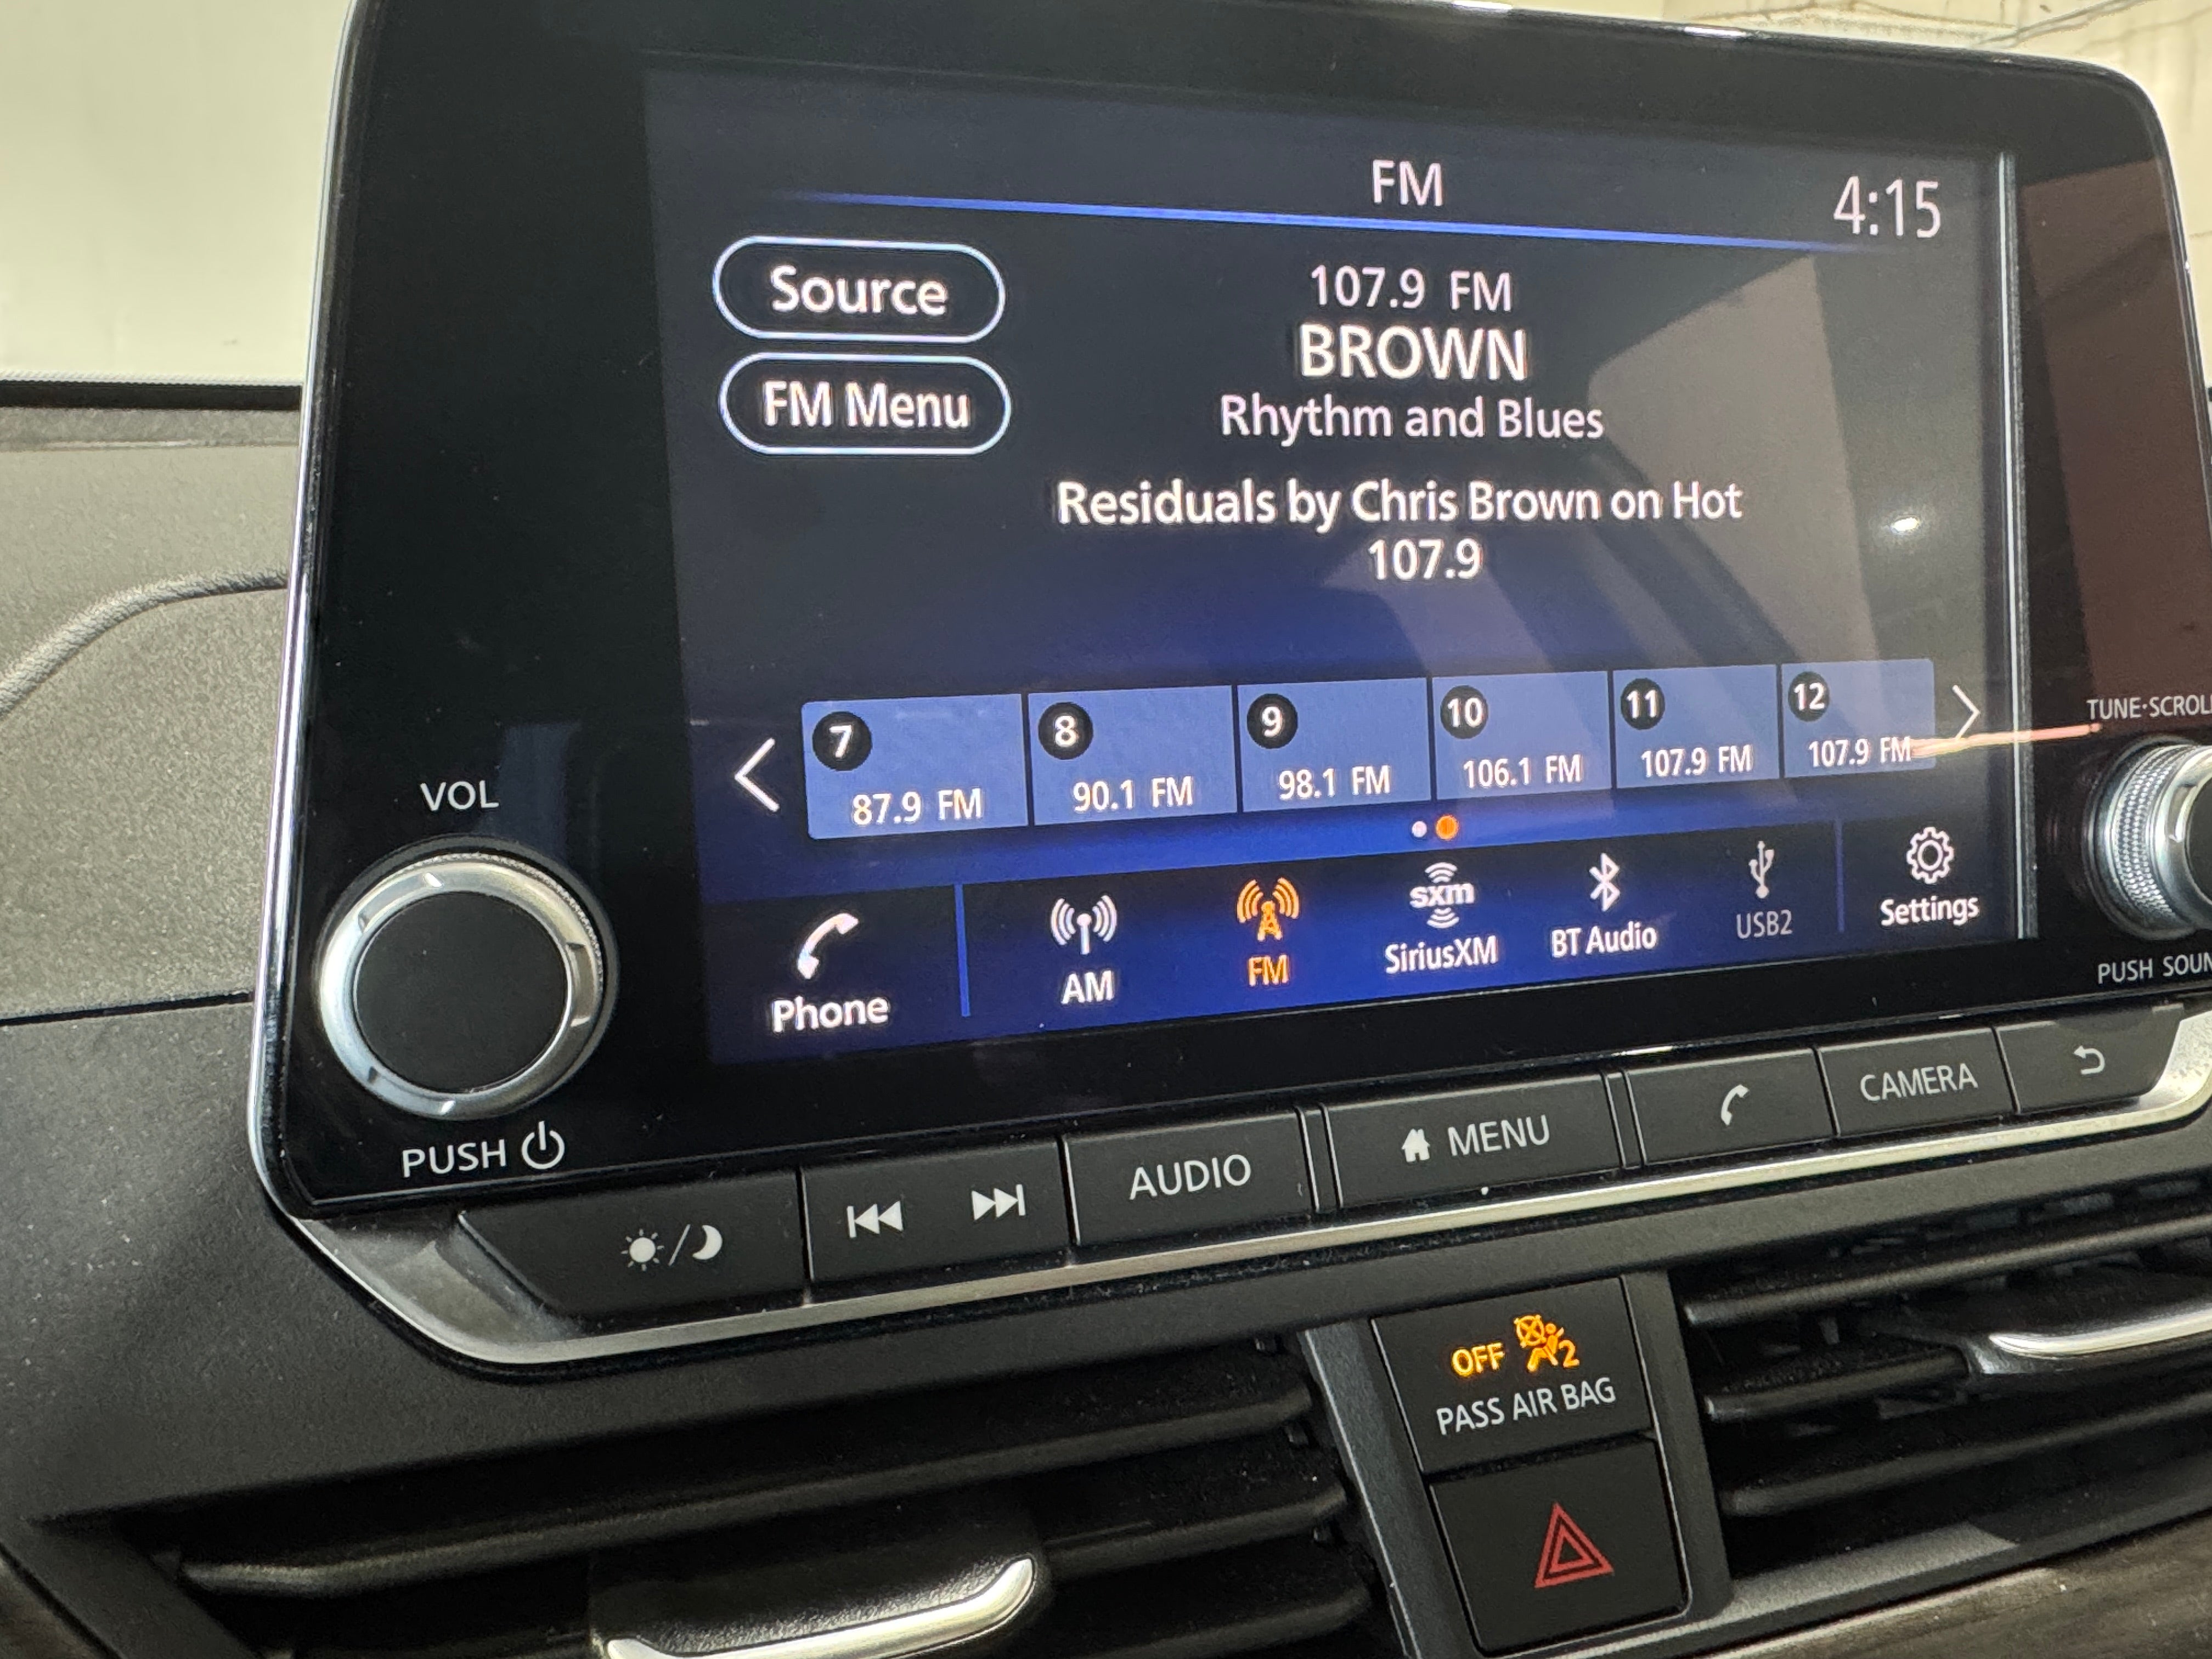 FM
4:15
Source
FM Menu
107.9 FM
BROWN
Rhythm and Blues
Residuals by Chris Brown on Hot
107.9
7
87.9 FM
8
90.1 FM
9
98.1 FM
10
106.1 FM
11
107.9 FM
12
107.9 FM
Phone
AM
FM
sxm
SiriusXM
BT Audio
USB2
Settings
VOL
PUSH
TUNE·SCROLL
PUSH
AUDIO
MENU
CAMERA
OFF 2
PASS AIR BAG